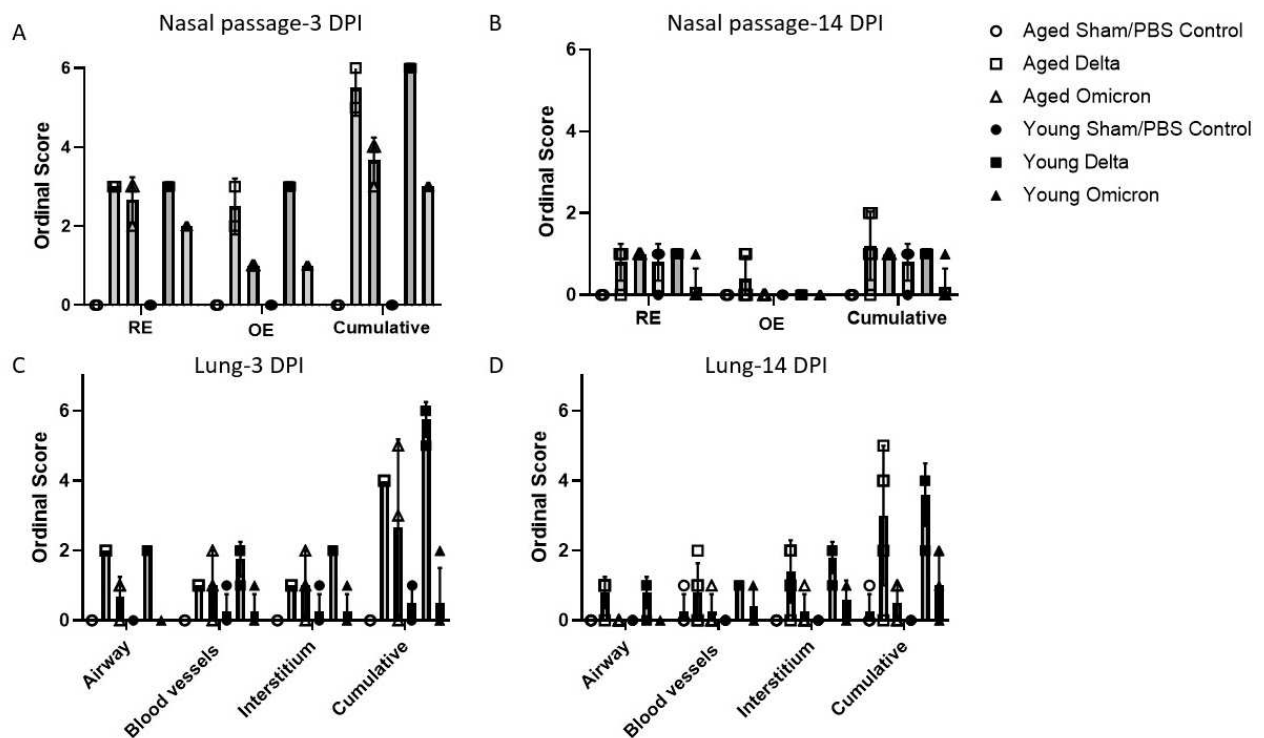 A
Nasal passage-3 DPI
Ordinal Score
6
4
2
0
RE
OE
Cumulative
B
Nasal passage-14 DPI
Ordinal Score
6
4
2
0
RE
OE
Cumulative
Aged Sham/PBS Control
Aged Delta
Aged Omicron
Young Sham/PBS Control
Young Delta
Young Omicron
C
Lung-3 DPI
Ordinal Score
6
4
2
0
Airway
Blood vessels
Interstitium
Cumulative
D
Lung-14 DPI
Ordinal Score
6
4
2
0
Airway
Blood vessels
Interstitium
Cumulative